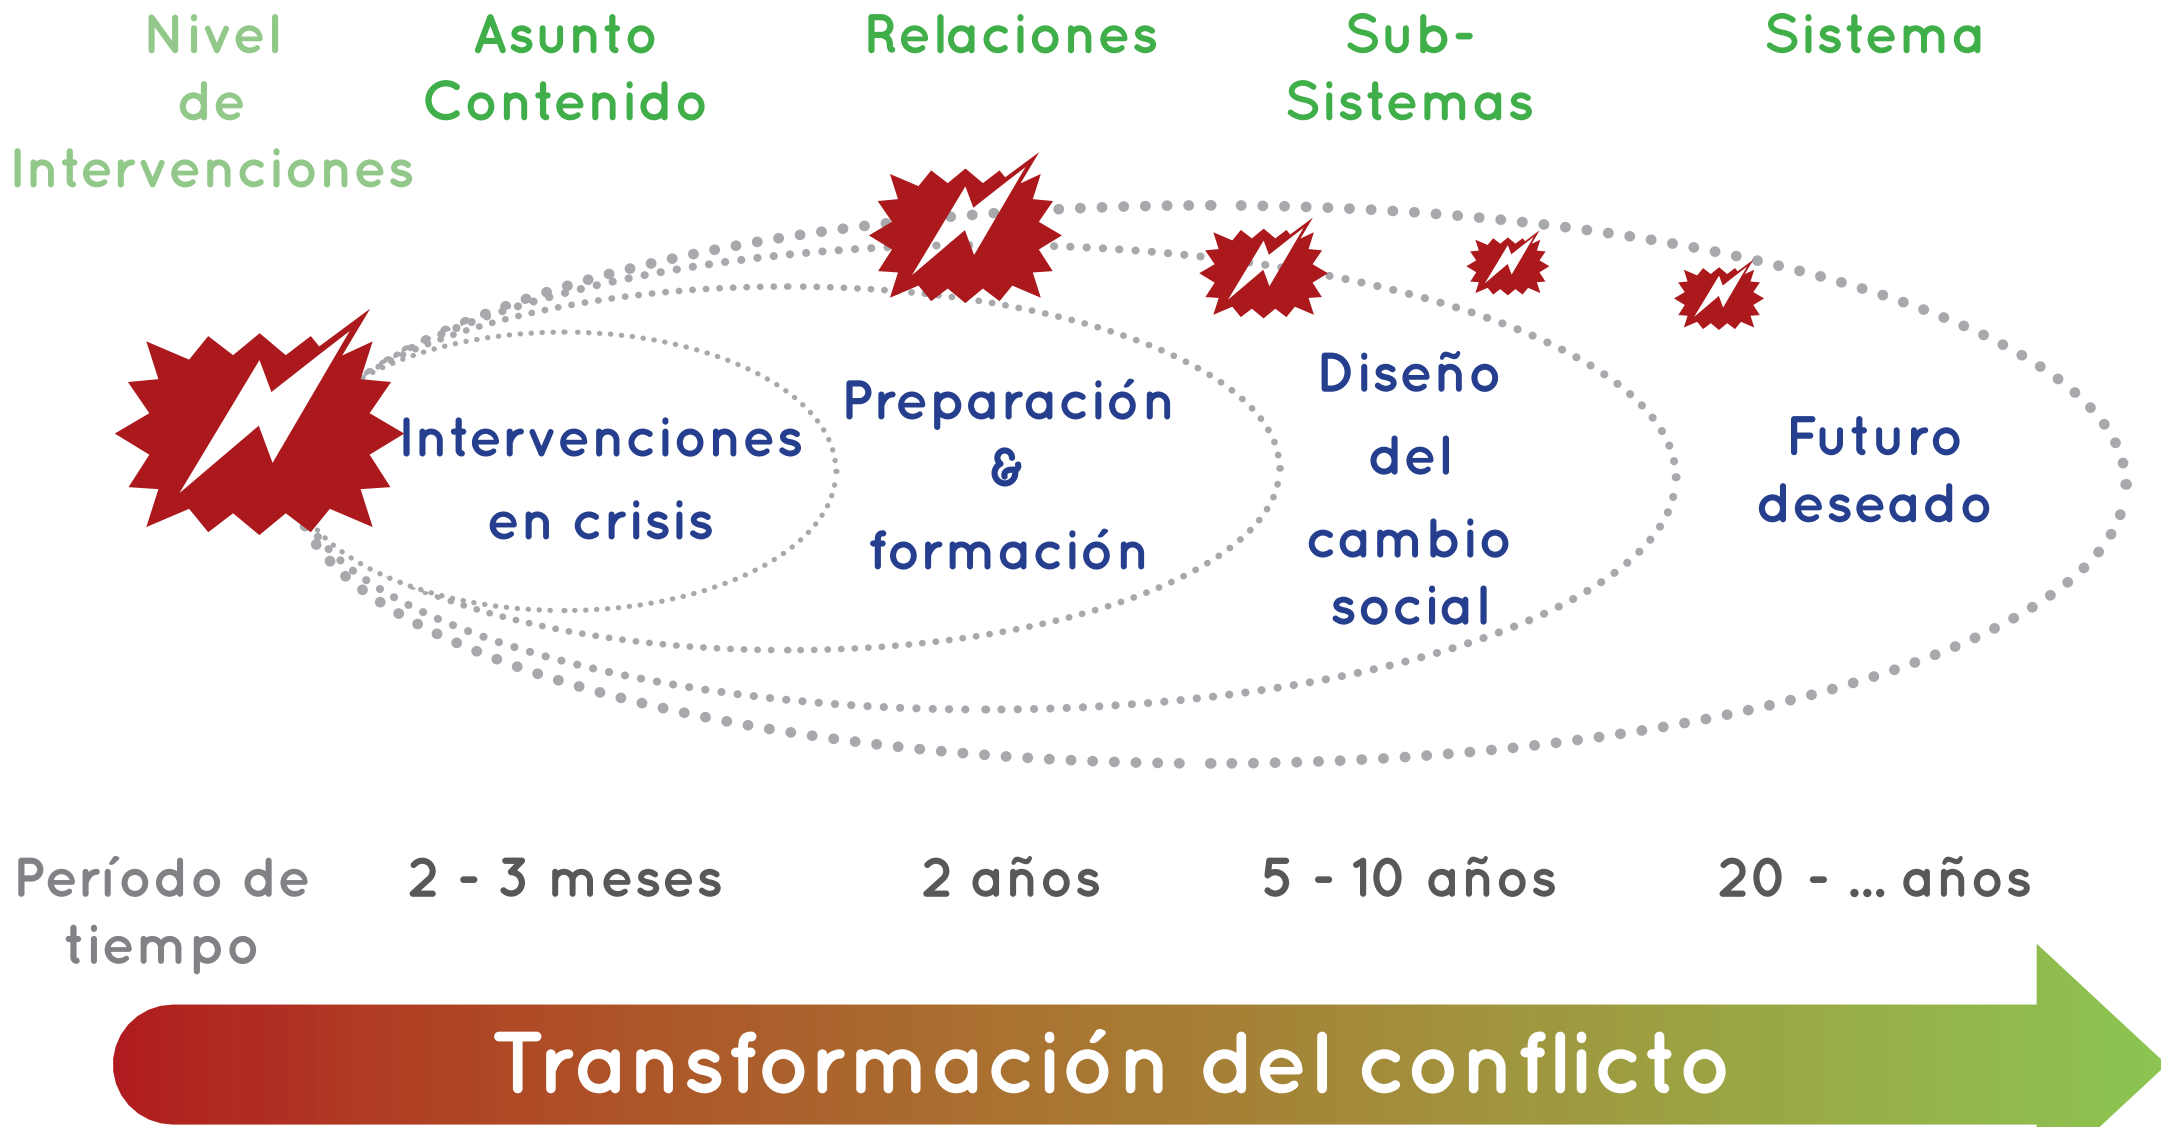 Nivel
de
Intervenciones
Asunto
Contenido
Relaciones
Sub-
Sistemas
Sistema
Intervenciones
en crisis
Preparación
&
formación
Diseño
del
cambio
social
Futuro
deseado
Período de
tiempo
2 - 3 meses
2 años
5 - 10 años
20 - ... años
Transformación del conflicto